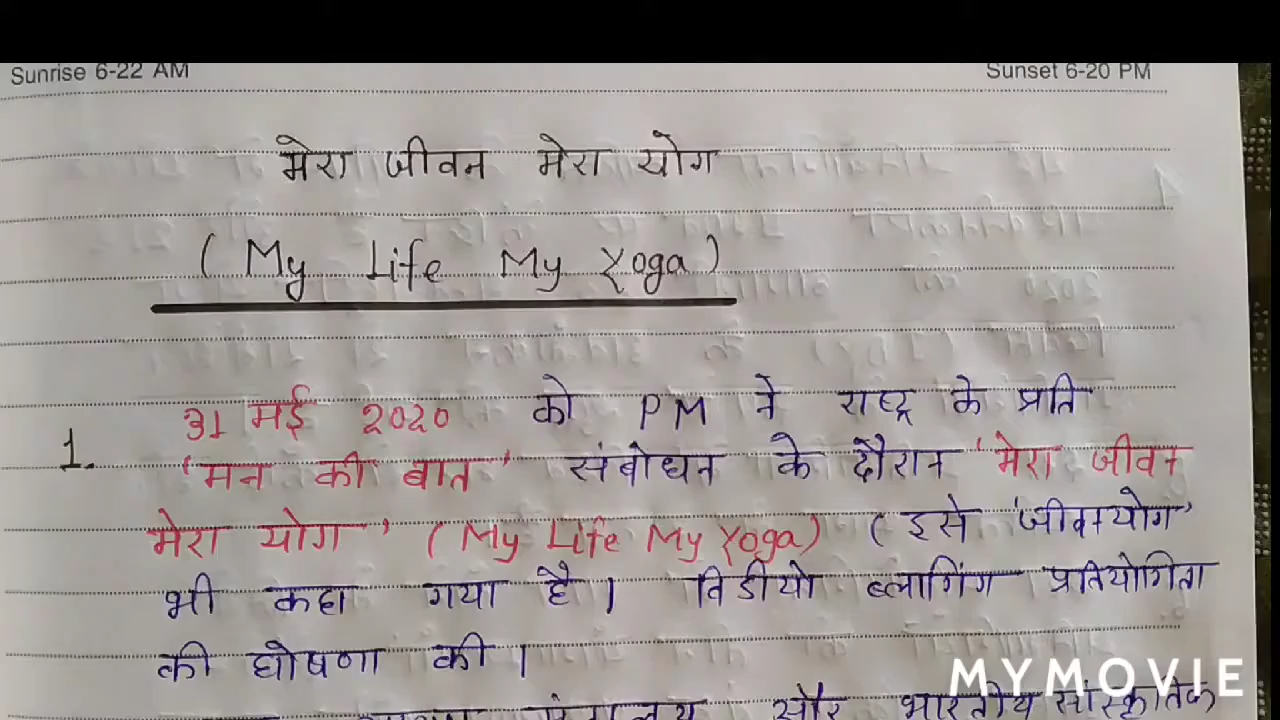 Sunrise 6-22 AM
Sunset 6-20 PM
मेरा जीवन मेरा योग
( My Life My Yoga )
31 मई 2020 को PM ने राष्ट्र के प्रति
1. 'मन की बात' संबोधन के दौरान 'मेरा जीवन
मेरा योग' ( My Life My Yoga) ( इसे 'जीवनयोग'
भी कहा गया है । विडीयो ब्लागिंग प्रतियोगिता
की घोषणा की ।
और भारतीय सांस्कृतिक
MYMOVIE